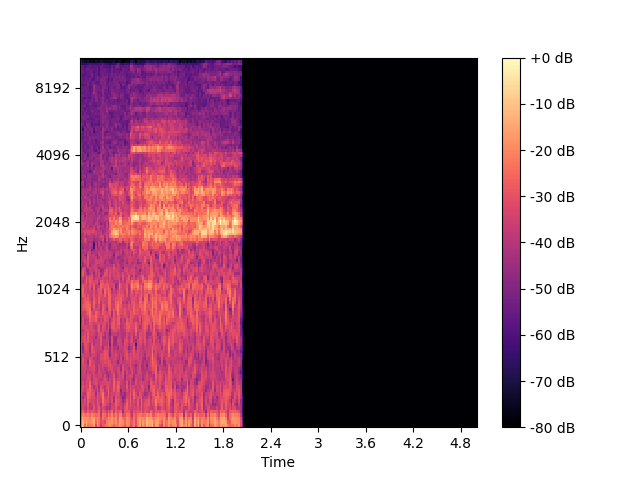 +0 dB
8192
-10 dB
4096
-20 dB
-30 dB
2048
-40 dB
Hz
1024
-50 dB
512
-60 dB
-70 dB
0
-80 dB
0 0.6 1.2 1.8 2.4 3 3.6 4.2 4.8
Time